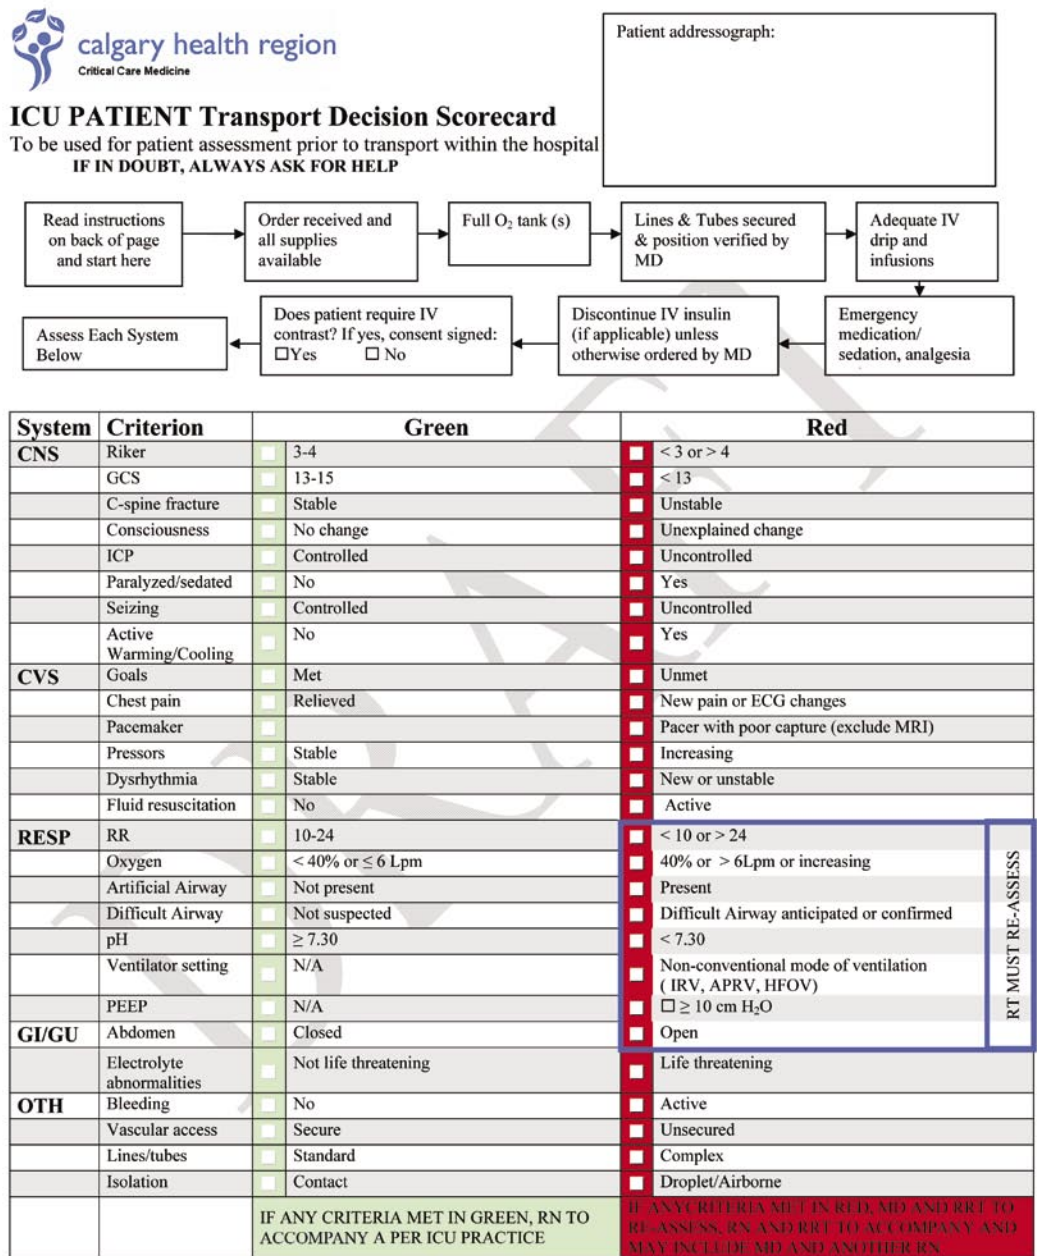 calgary health region
Critical Care Medicine
Patient addressograph:
ICU PATIENT Transport Decision Scorecard
To be used for patient assessment prior to transport within the hospital
IF IN DOUBT, ALWAYS ASK FOR HELP
Read instructions
on back of page
and start here
Order received and
all supplies
available
Full O₂ tank (s)
Lines & Tubes secured
& position verified by
MD
Adequate IV
drip and
infusions
Emergency
medication/
sedation, analgesia
Discontinue IV insulin
(if applicable) unless
otherwise ordered by MD
Does patient require IV
contrast? If yes, consent signed:
☐Yes ☐ No
Assess Each System
Below
DRAFT
System Criterion Green Red
CNS Riker 3-4 < 3 or > 4
GCS 13-15 < 13
C-spine fracture Stable Unstable
Consciousness No change Unexplained change
ICP Controlled Uncontrolled
Paralyzed/sedated No Yes
Seizing Controlled Uncontrolled
Active
Warming/Cooling No Yes
CVS Goals Met Unmet
Chest pain Relieved New pain or ECG changes
Pacemaker Pacer with poor capture (exclude MRI)
Pressors Stable Increasing
Dysrhythmia Stable New or unstable
Fluid resuscitation No Active
RESP RR 10-24 < 10 or > 24
Oxygen < 40% or ≤ 6 Lpm 40% or > 6Lpm or increasing
Artificial Airway Not present Present
Difficult Airway Not suspected Difficult Airway anticipated or confirmed
pH ≥ 7.30 < 7.30
Ventilator setting N/A Non-conventional mode of ventilation
( IRV, APRV, HFOV)
PEEP N/A ☐ ≥ 10 cm H₂O
RT MUST RE-ASSESS
GI/GU Abdomen Closed Open
Electrolyte
abnormalities Not life threatening Life threatening
OTH Bleeding No Active
Vascular access Secure Unsecured
Lines/tubes Standard Complex
Isolation Contact Droplet/Airborne
IF ANY CRITERIA MET IN GREEN, RN TO
ACCOMPANY A PER ICU PRACTICE
IF ANYCRITERIA MET IN RED, MD AND RRT TO
RE-ASSESS, RN AND RRT TO ACCOMPANY AND
MAY INCLUDE MD AND ANOTHER RN